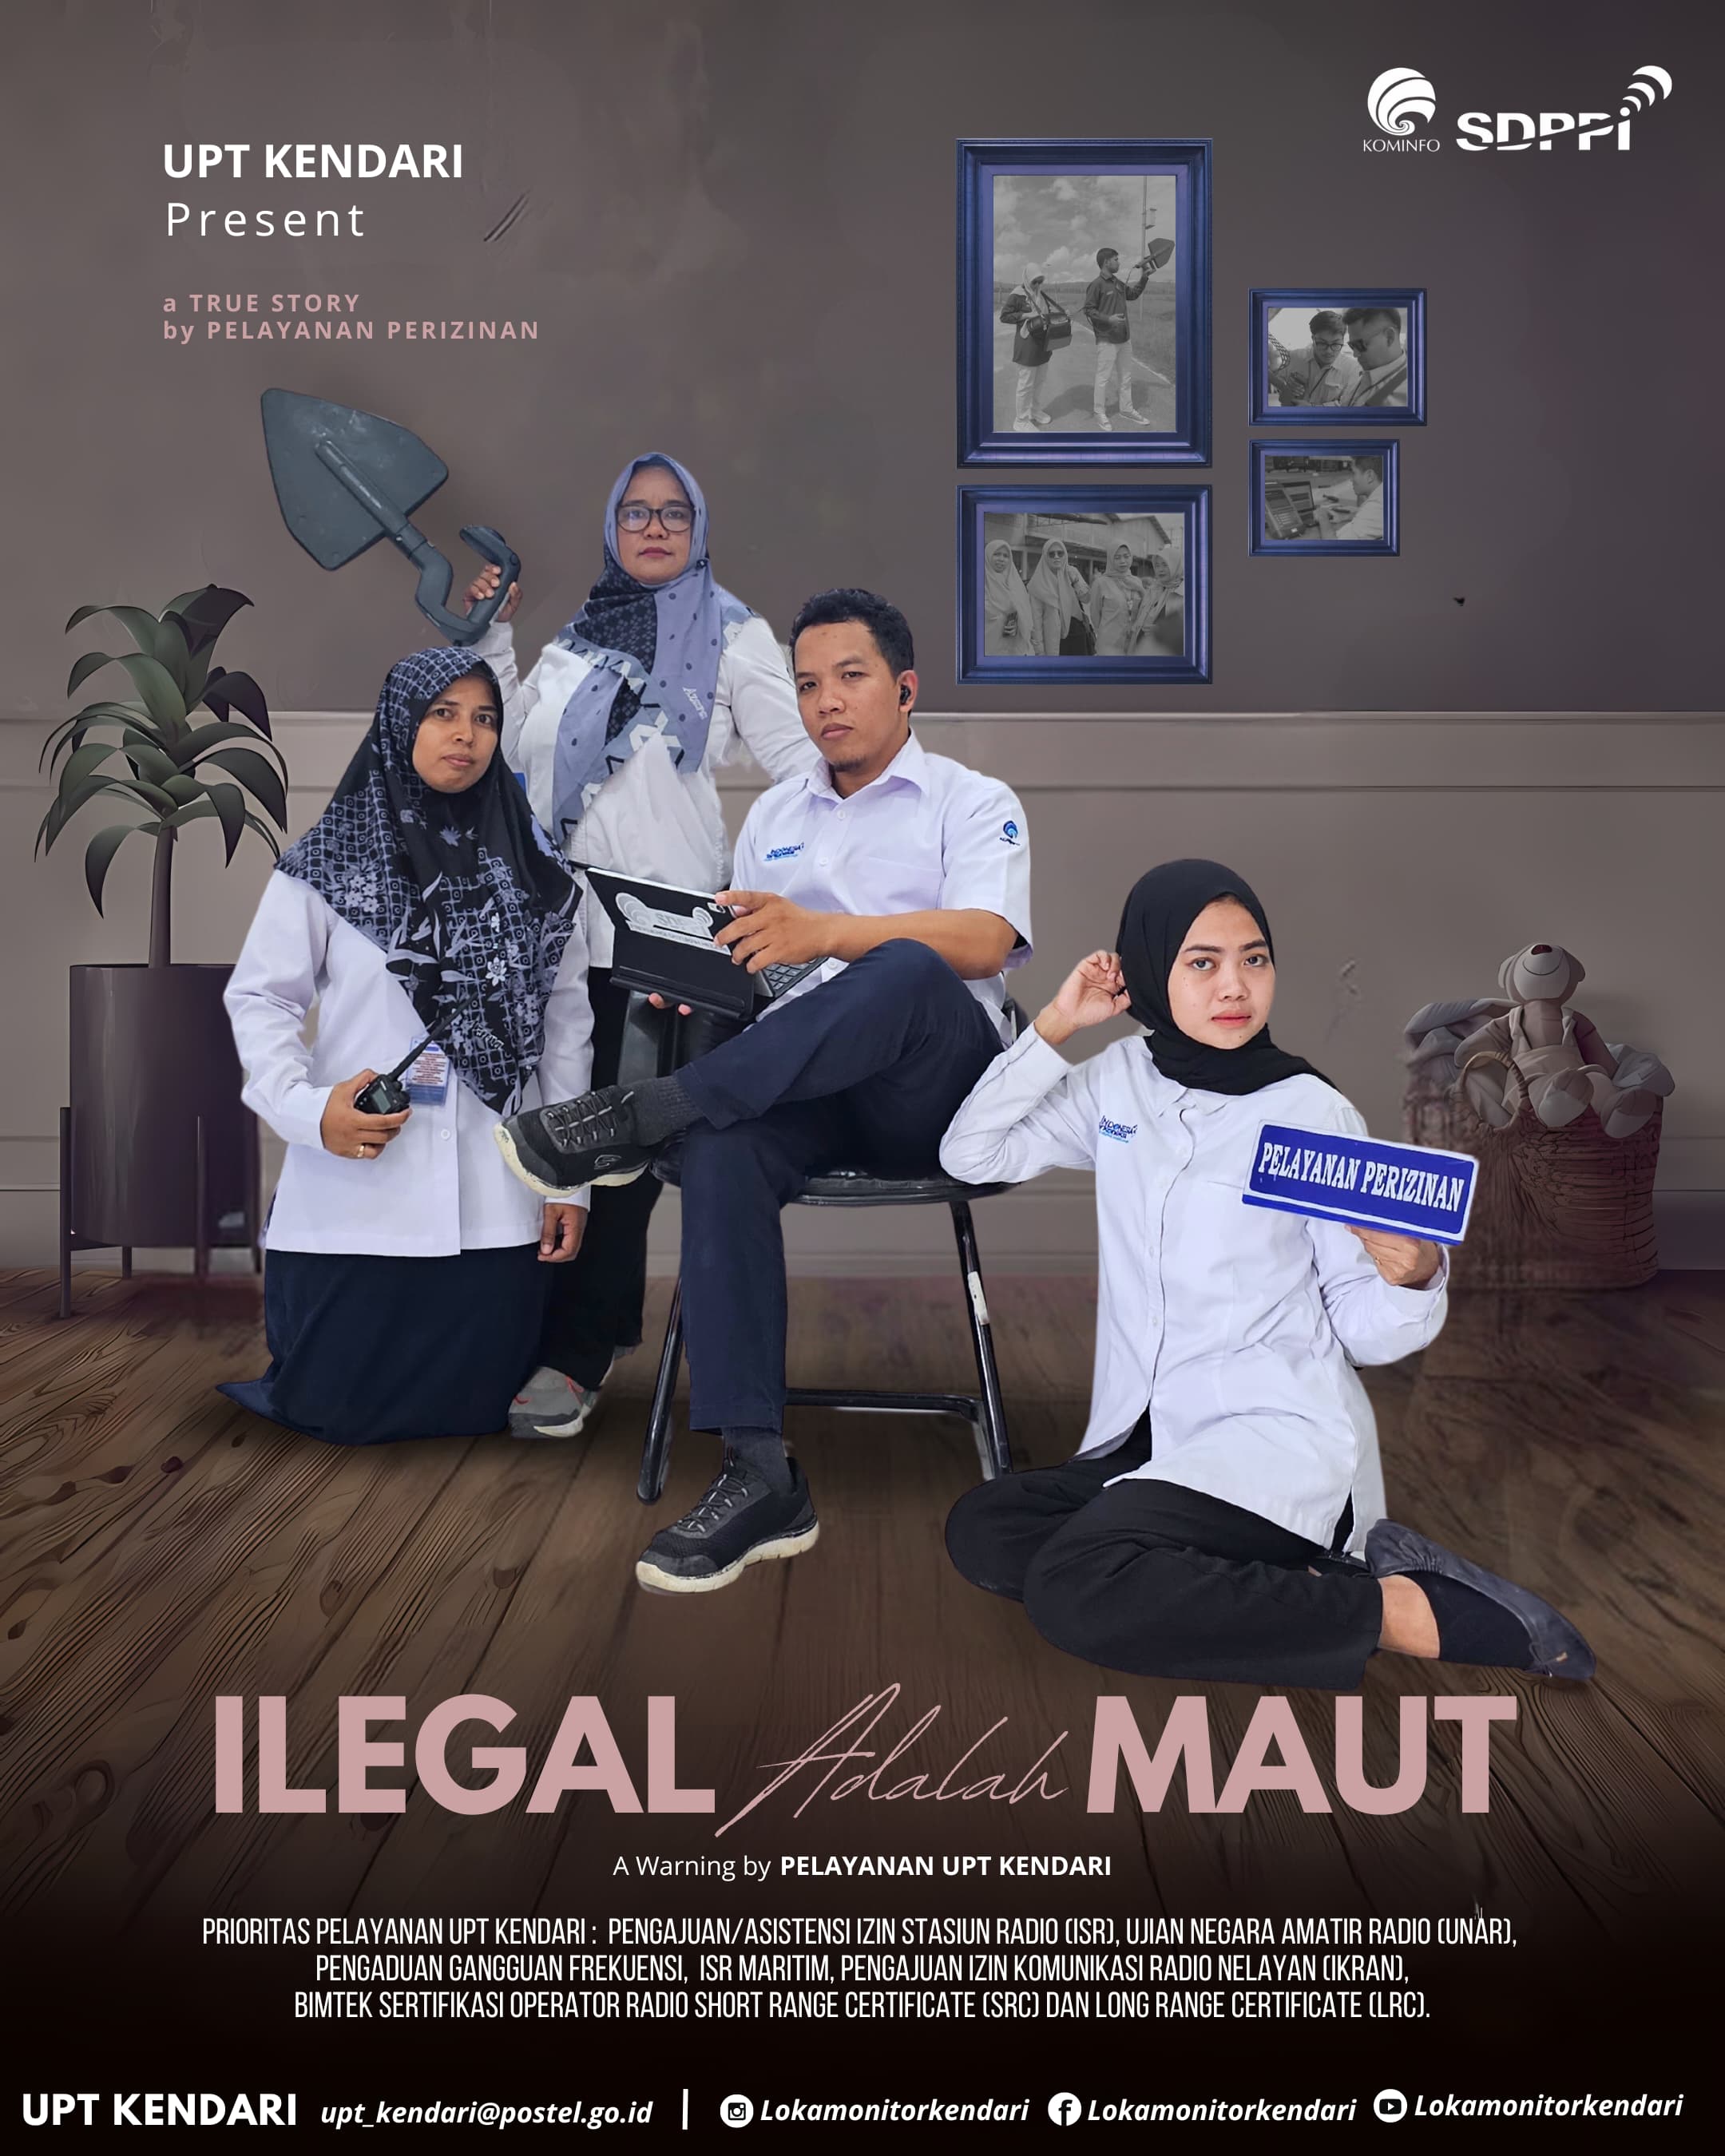 KOMINFO SDPPI
UPT KENDARI
Present
a TRUE STORY
by PELAYANAN PERIZINAN
Azara
INDONESIA
INDONESIA
PELAYANAN PERIZINAN
ILEGAL Adalah MAUT
A Warning by PELAYANAN UPT KENDARI
PRIORITAS PELAYANAN UPT KENDARI : PENGAJUAN/ASISTENSI IZIN STASIUN RADIO (ISR), UJIAN NEGARA AMATIR RADIO (UNAR),
PENGADUAN GANGGUAN FREKUENSI, ISR MARITIM, PENGAJUAN IZIN KOMUNIKASI RADIO NELAYAN (IKRAN),
BIMTEK SERTIFIKASI OPERATOR RADIO SHORT RANGE CERTIFICATE (SRC) DAN LONG RANGE CERTIFICATE (LRC).
UPT KENDARI upt_kendari@postel.go.id | Lokamonitorkendari Lokamonitorkendari Lokamonitorkendari